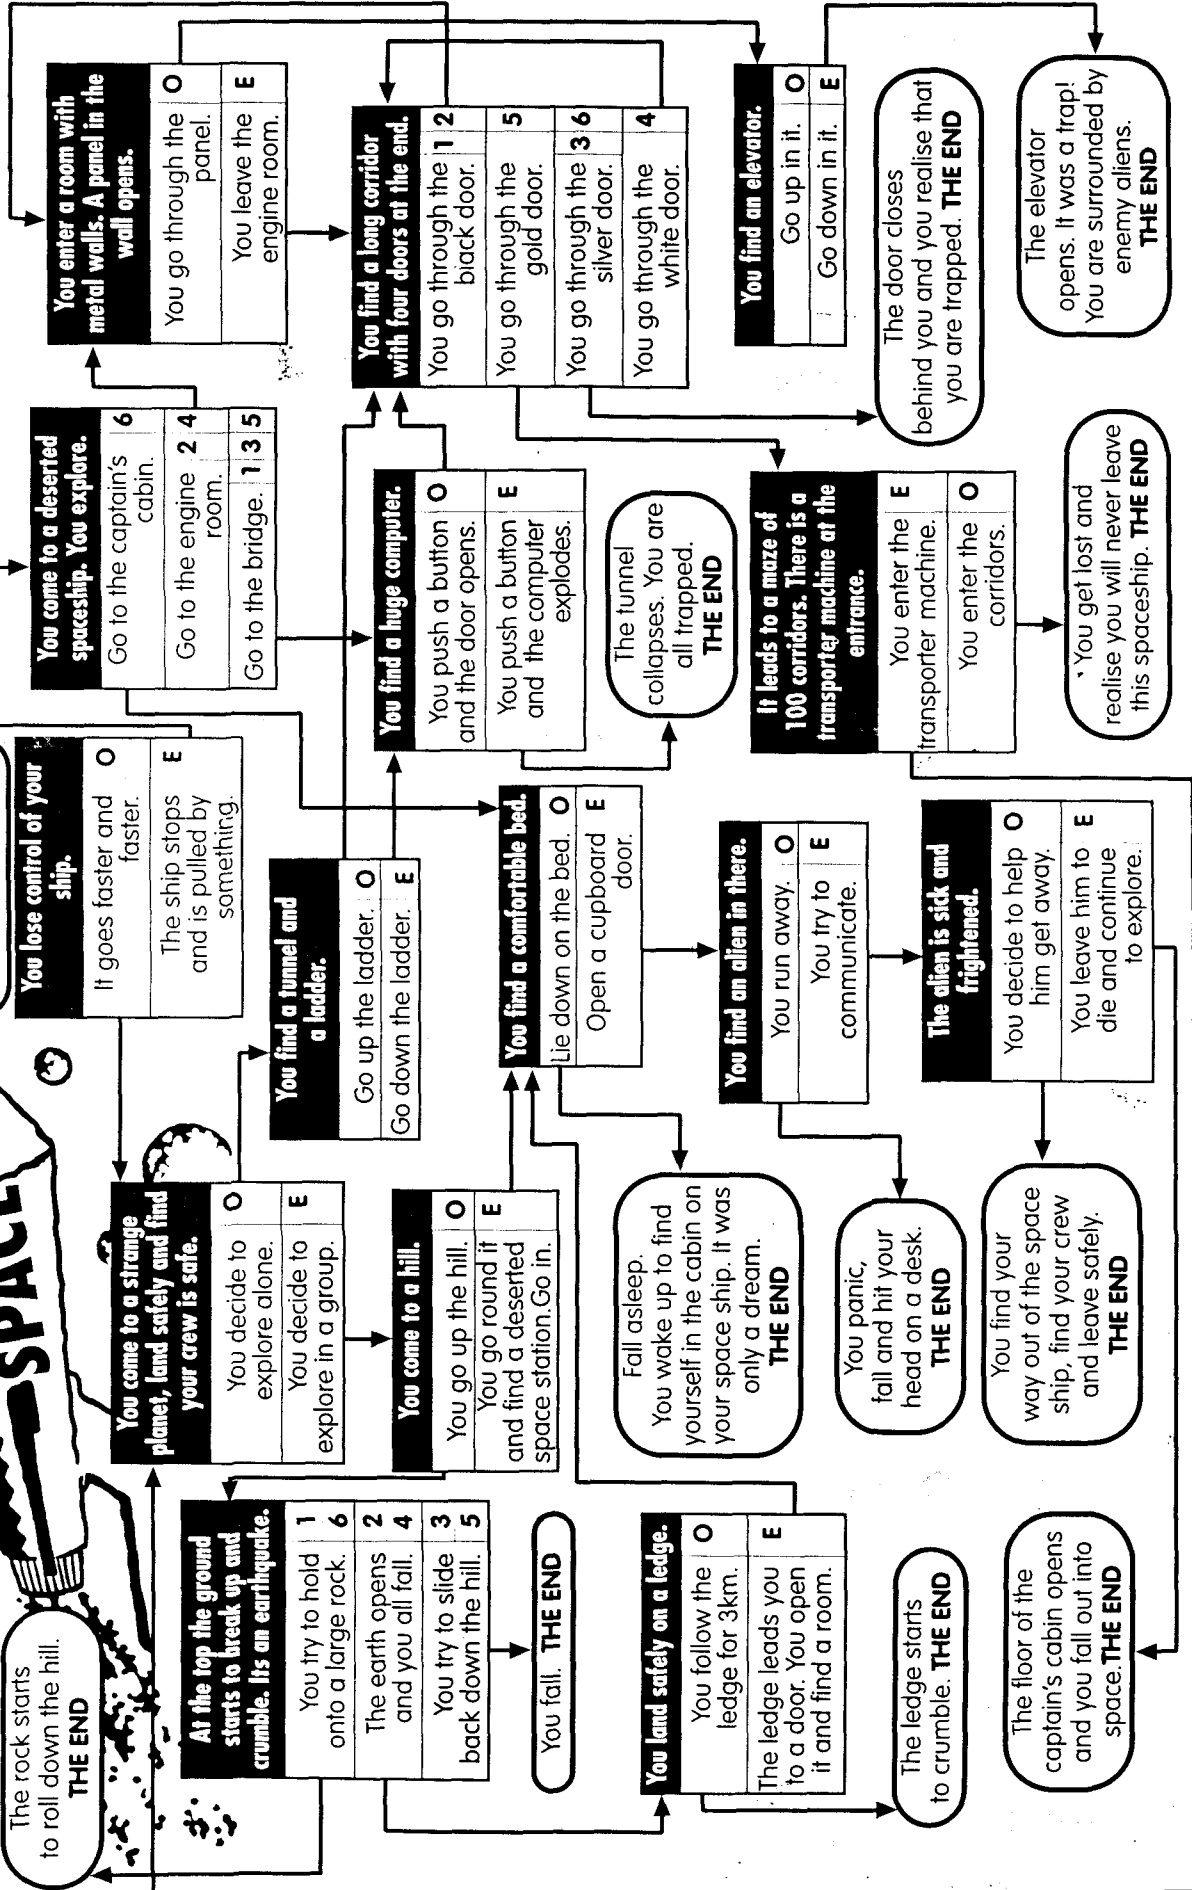 The rock starts
to roll down the hill.
THE END
SPACE
At the top the ground
starts to break up and
crumble. Its an earthquake.
You try to hold 1
onto a large rock. 6
The earth opens 2
and you all fall. 4
You try to slide 3
back down the hill. 5
You fall. THE END
You land safely on a ledge.
You follow the O
ledge for 3km.
The ledge leads you E
to a door. You open
it and find a room.
The ledge starts
to crumble. THE END
The floor of the
captain's cabin opens
and you fall out into
space. THE END
You come to a strange
planet, land safely and find
your crew is safe.
You decide to O
explore alone.
You decide to E
explore in a group.
You come to a hill.
You go up the hill. O
You go round it E
and find a deserted
space station. Go in.
Fall asleep.
You wake up to find
yourself in the cabin on
your space ship. It was
only a dream.
THE END
You panic,
fall and hit your
head on a desk.
THE END
You find your
way out of the space
ship, find your crew
and leave safely.
THE END
You lose control of your
ship.
It goes faster and O
faster.
The ship stops E
and is pulled by
something.
You find a tunnel and
a ladder.
Go up the ladder. O
Go down the ladder. E
You find a comfortable bed.
Lie down on the bed. O
Open a cupboard E
door.
You find an alien in there.
You run away. O
You try to E
communicate.
The alien is sick and
frightened.
You decide to help O
him get away.
You leave him to E
die and continue
to explore.
You come to a deserted
spaceship. You explore.
Go to the captain's 6
cabin.
Go to the engine 2 4
room.
Go to the bridge. 1 3 5
You find a huge computer.
You push a button O
and the door opens.
You push a button E
and the computer
explodes.
The tunnel
collapses. You are
all trapped.
THE END
It leads to a maze of
100 corridors. There is a
transporter machine at the
entrance.
You enter the E
transporter machine.
You enter the O
corridors.
You get lost and
realise you will never leave
this spaceship. THE END
You enter a room with
metal walls. A panel in the
wall opens.
You go through the O
panel.
You leave the E
engine room.
You find a long corridor
with four doors at the end.
You go through the 1 2
black door.
You go through the 5
gold door.
You go through the 3 6
silver door.
You go through the 4
white door.
You find an elevator.
Go up in it. O
Go down in it. E
The door closes
behind you and you realise that
you are trapped. THE END
The elevator
opens. It was a trap!
You are surrounded by
enemy aliens.
THE END